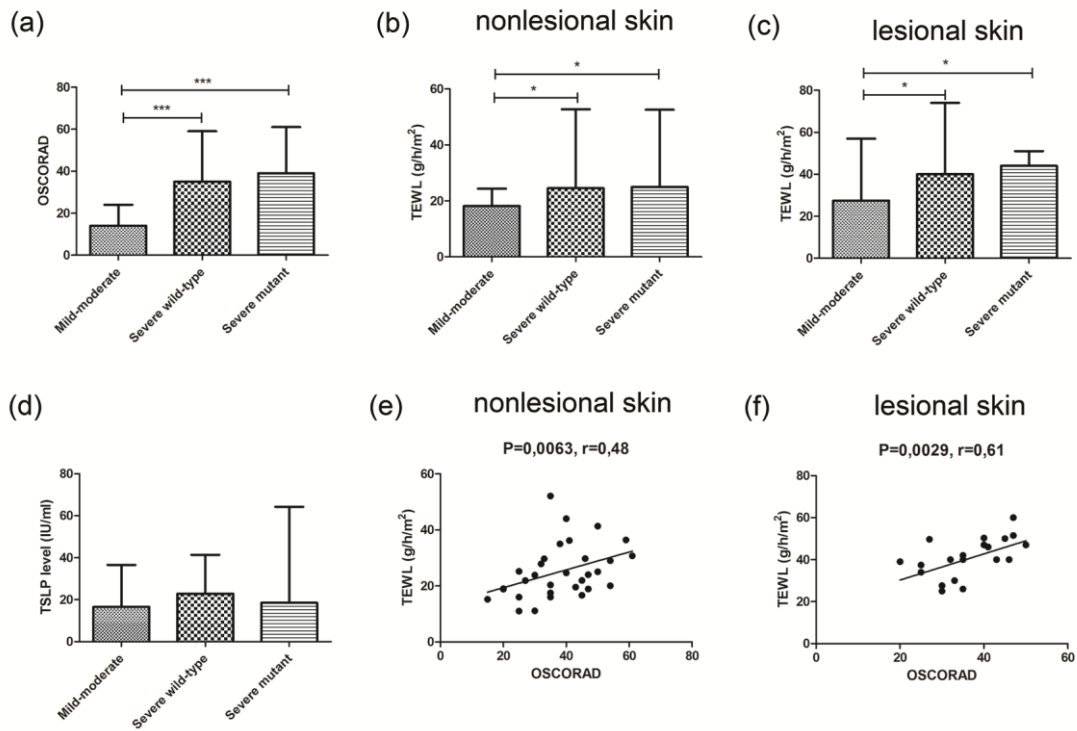 (a)
***
***
80
60
40
20
0
OSCORAD
Mild-moderate
Severe wild-type
Severe mutant
(b)
nonlesional skin
*
*
60
40
20
0
TEWL (g/h/m²)
Mild-moderate
Severe wild-type
Severe mutant
(c)
lesional skin
*
*
80
60
40
20
0
TEWL (g/h/m²)
Mild-moderate
Severe wild-type
Severe mutant
(d)
80
60
40
20
0
TSLP level (IU/ml)
Mild-moderate
Severe wild-type
Severe mutant
(e)
nonlesional skin
P=0,0063, r=0,48
60
40
20
0
TEWL (g/h/m²)
0 20 40 60 80
OSCORAD
(f)
lesional skin
P=0,0029, r=0,61
80
60
40
20
0
TEWL (g/h/m²)
0 20 40 60
OSCORAD